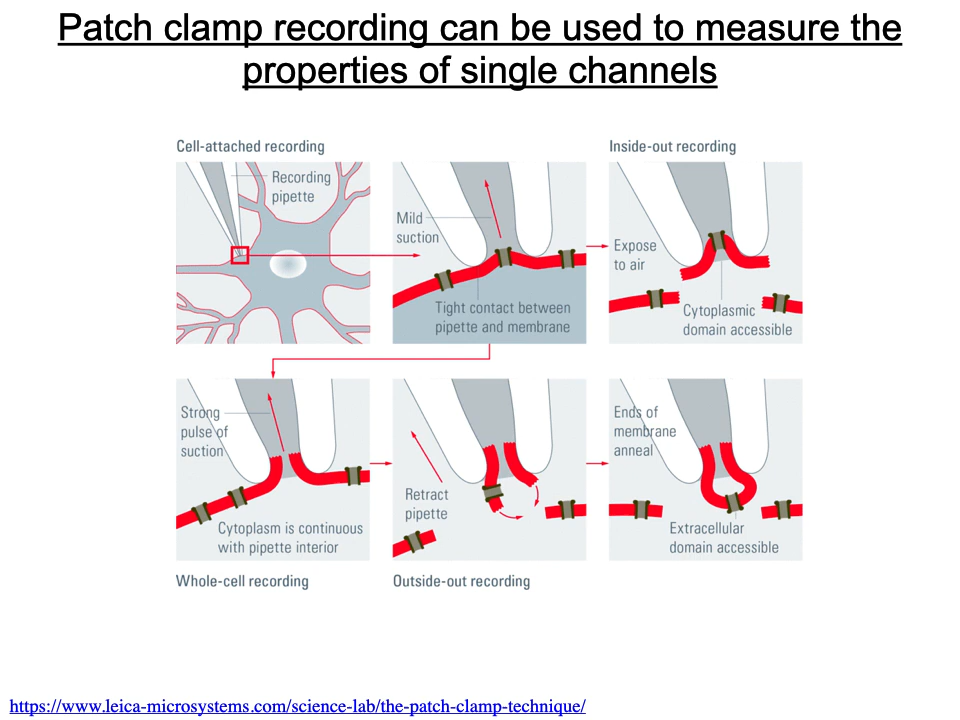 Patch clamp recording can be used to measure the
properties of single channels
Cell-attached recording
Recording
pipette
Mild
suction
Tight contact between
pipette and membrane
Inside-out recording
Expose
to air
Cytoplasmic
domain accessible
Strong
pulse of
suction
Cytoplasm is continuous
with pipette interior
Whole-cell recording
Retract
pipette
Outside-out recording
Ends of
membrane
anneal
Extracellular
domain accessible
https://www.leica-microsystems.com/science-lab/the-patch-clamp-technique/